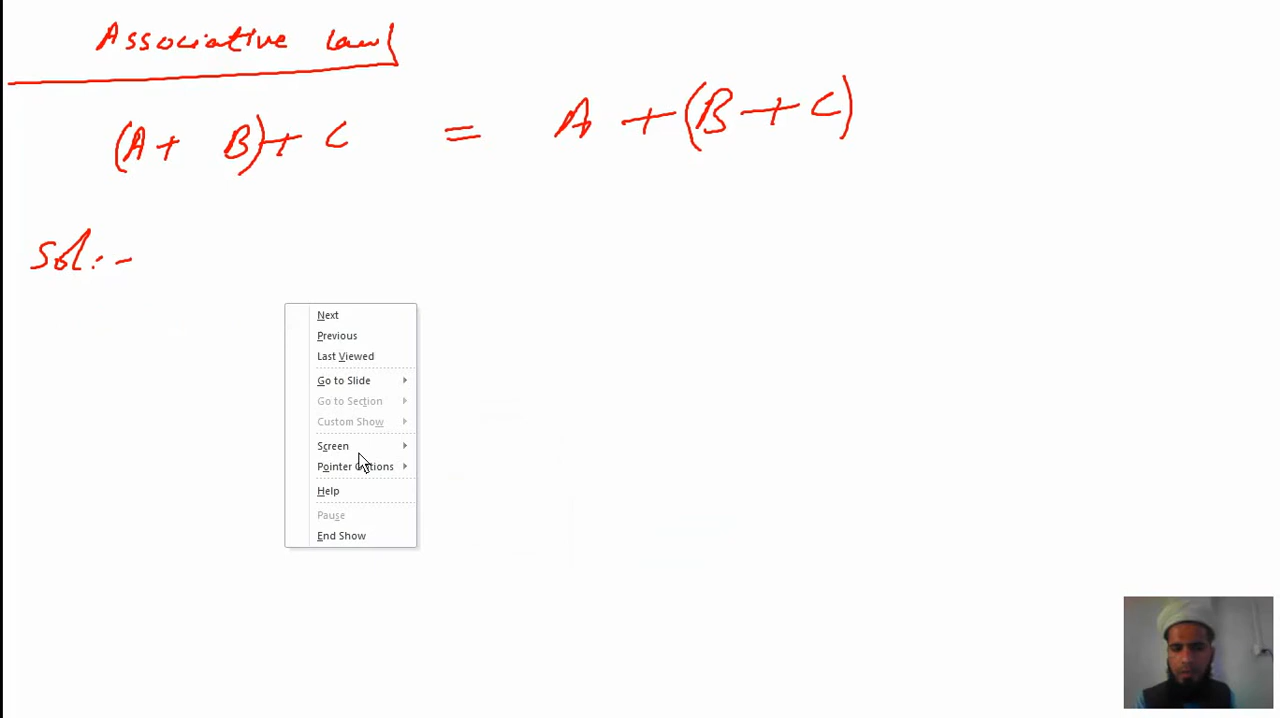 Associative law
(A + B) + C = A + (B + C)
Sol:-
Next
Previous
Last Viewed
Go to Slide
Go to Section
Custom Show
Screen
Pointer Options
Help
Pause
End Show